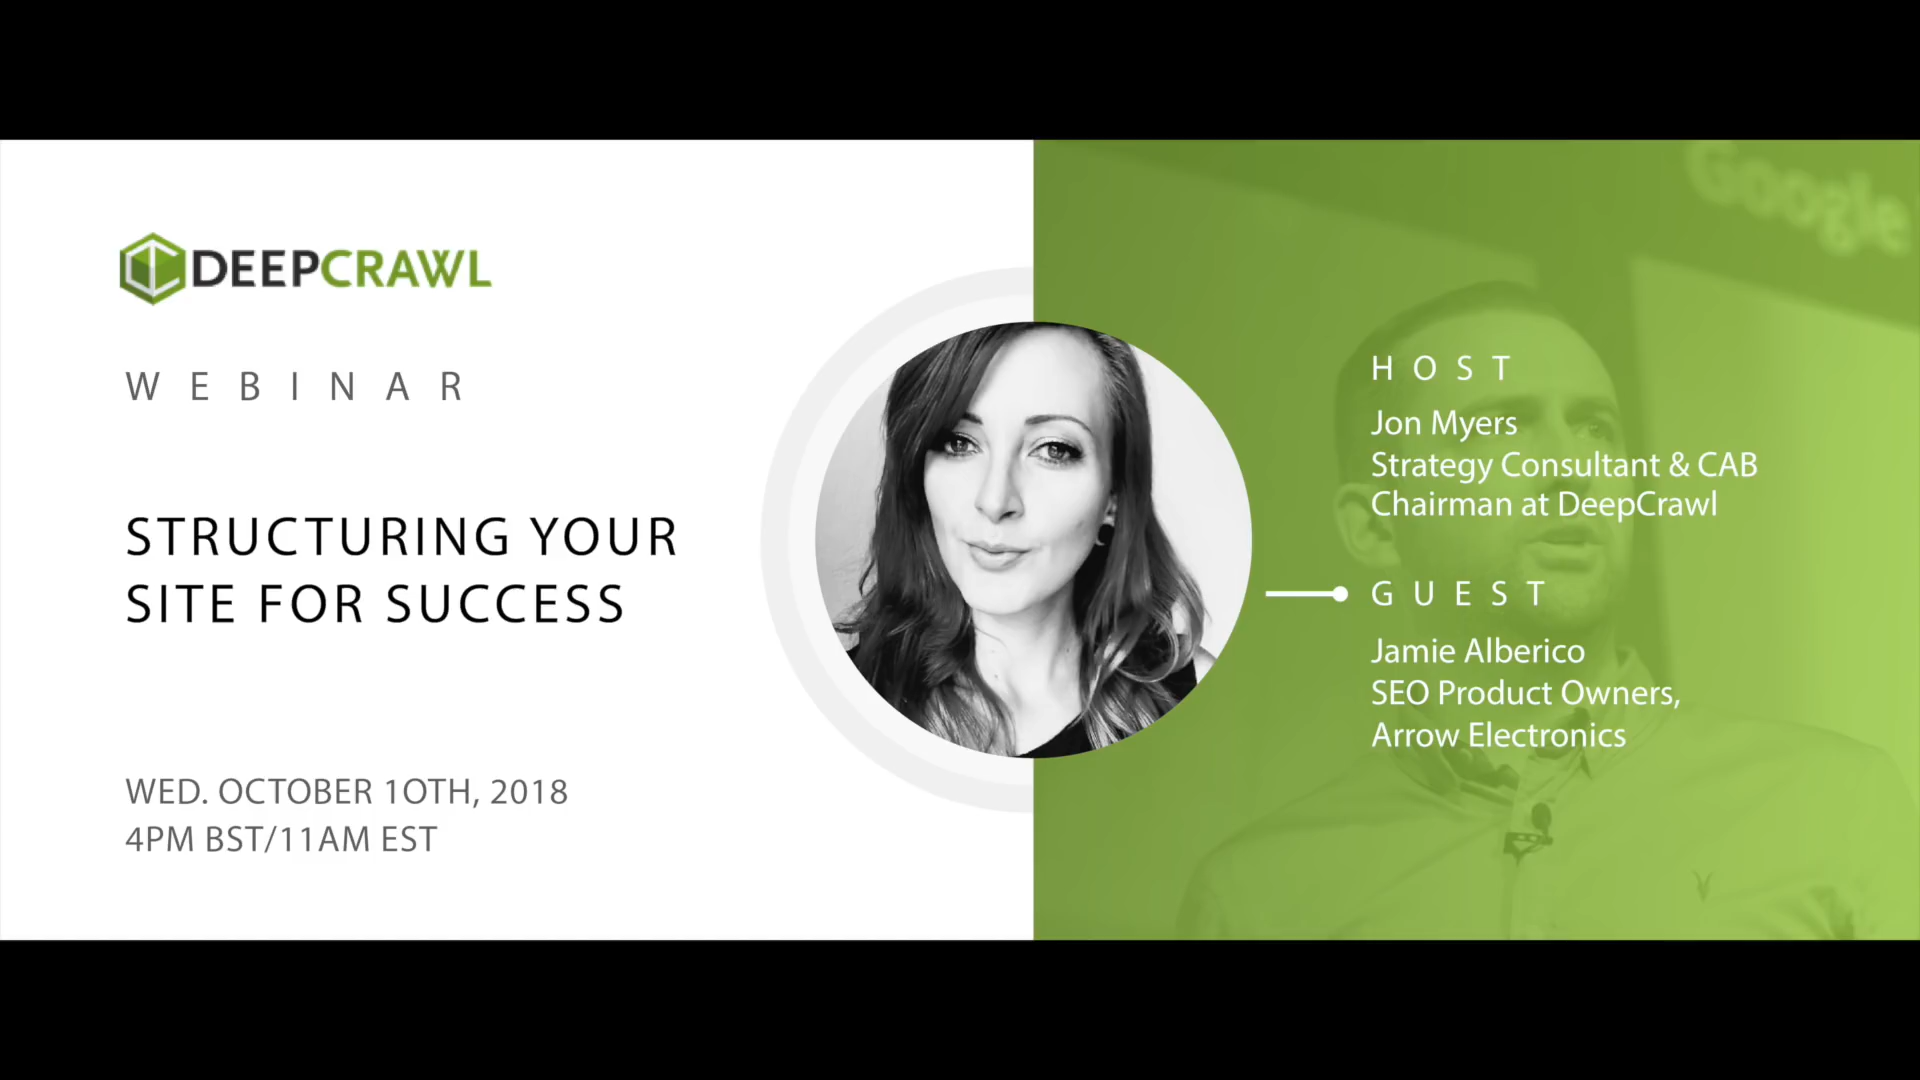 DEEPCRAWL
WEBINAR
STRUCTURING YOUR
SITE FOR SUCCESS
WED. OCTOBER 1OTH, 2018
4PM BST/11AM EST
Google
HOST
Jon Myers
Strategy Consultant & CAB
Chairman at DeepCrawl
GUEST
Jamie Alberico
SEO Product Owners,
Arrow Electronics